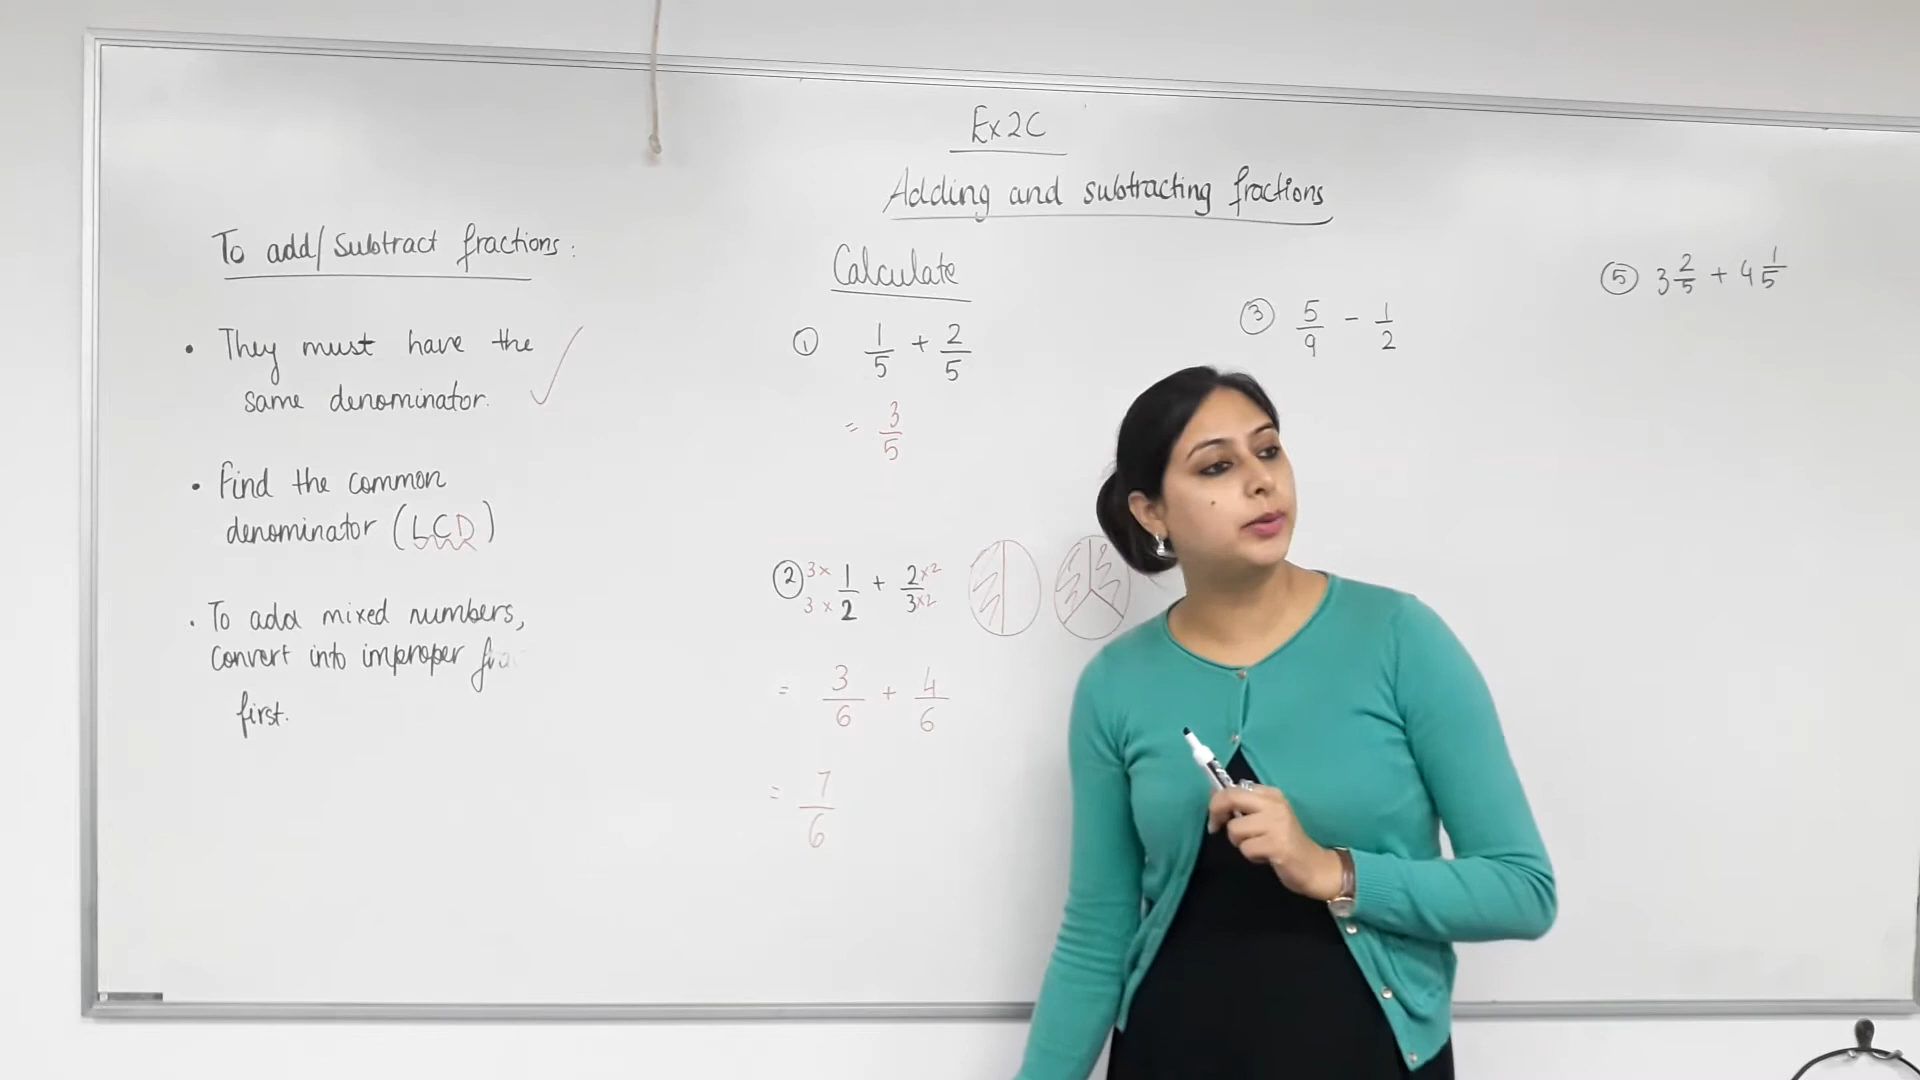 Ex2C
Adding and subtracting fractions
To add/Subtract fractions:
• They must have the
same denominator.
• Find the common
denominator (LCD)
• To add mixed numbers,
Convert into improper
first.
Calculate
① 1/5 + 2/5
= 3/5
② 3× 1/2 3× + 2/3 ×2 ×2
= 3/6 + 4/6
= 7/6
③ 5/9 - 1/2
⑤ 3 2/5 + 4 1/5